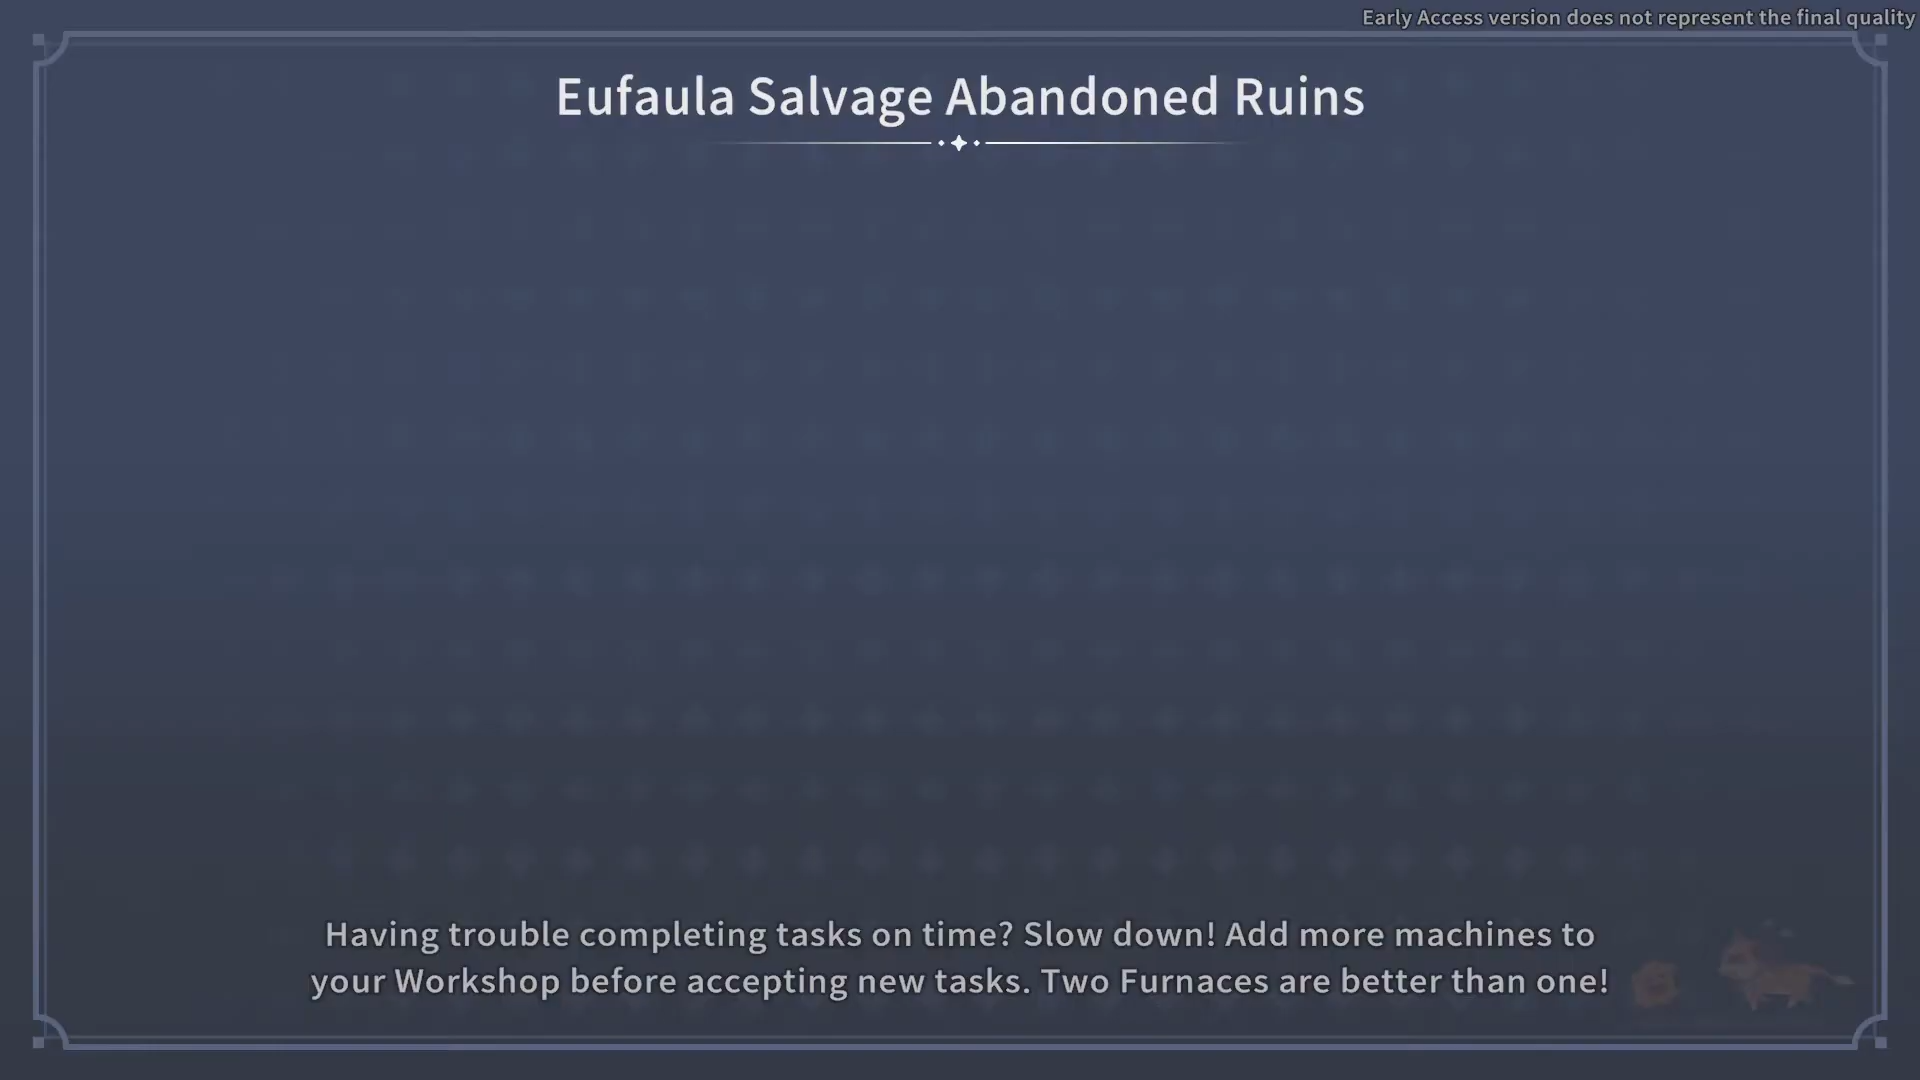 Early Access version does not represent the final quality
Eufaula Salvage Abandoned Ruins
Having trouble completing tasks on time? Slow down! Add more machines to
your Workshop before accepting new tasks. Two Furnaces are better than one!